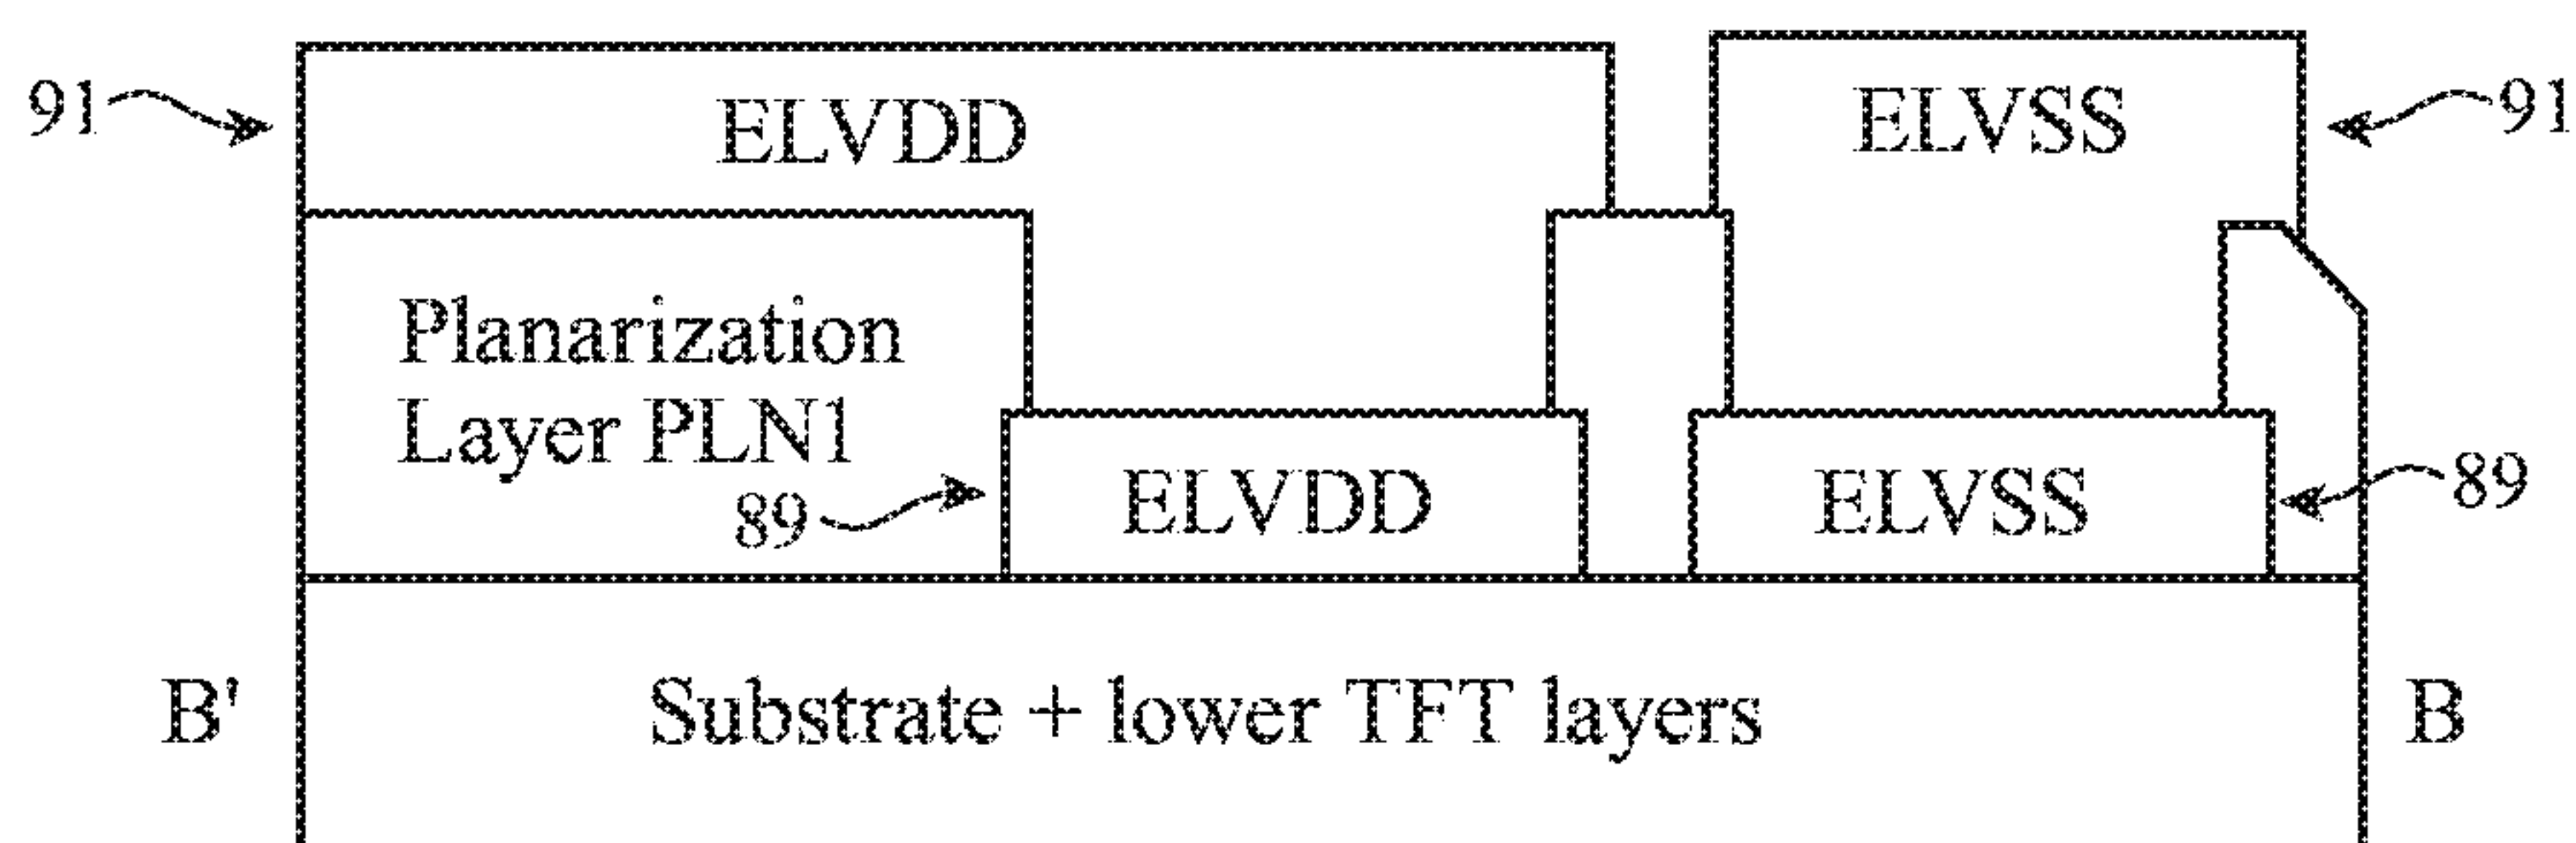 91
ELVDD
ELVSS
91
Planarization
Layer PLN1
89
ELVDD
ELVSS
89
B'
Substrate + lower TFT layers
B